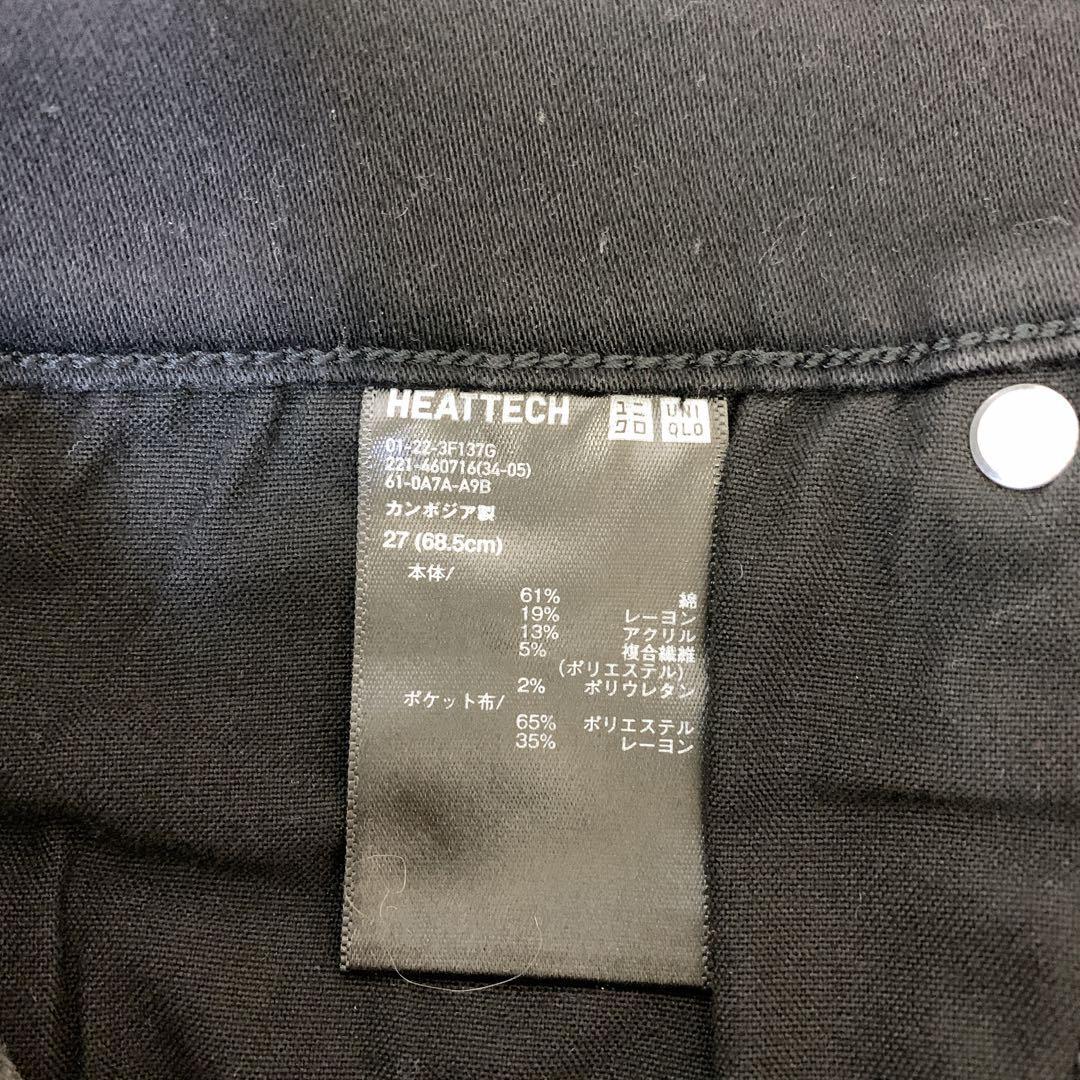 HEATTECH ユニ クロ UNI QLO
01-22-3F137G
221-460716(34-05)
61-0A7A-A9B
カンボジア製
27 (68.5cm)
本体/
61% 綿
19% レーヨン
13% アクリル
5% 複合繊維
(ポリエステル)
2% ポリウレタン
ポケット布/
65% ポリエステル
35% レーヨン